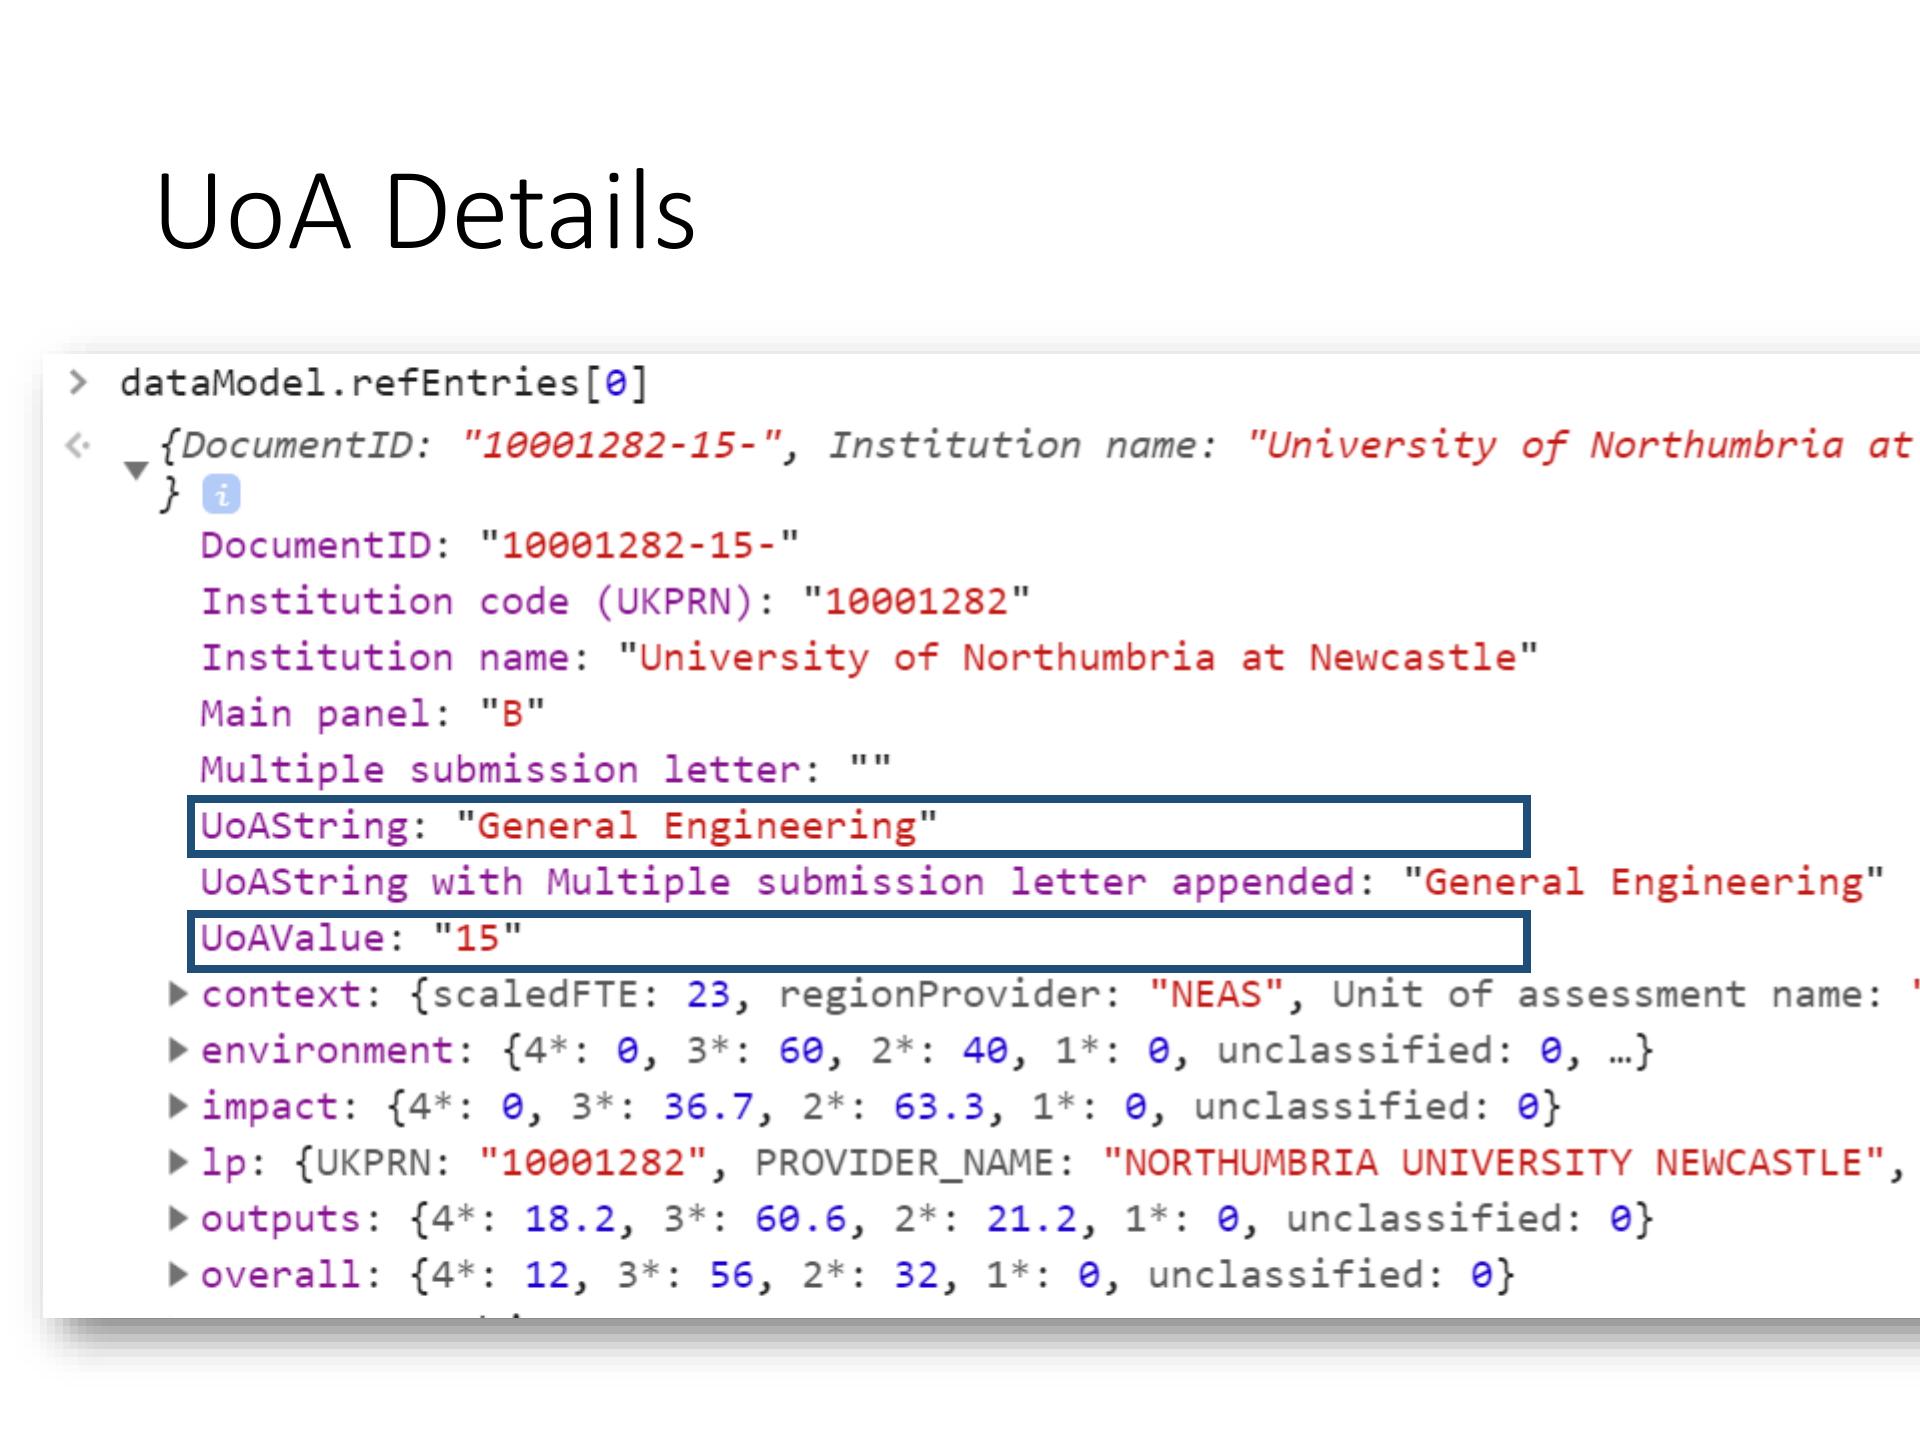 UoA Details
> dataModel.refEntries[0]
{DocumentID: "10001282-15-", Institution name: "University of Northumbria at
} i
DocumentID: "10001282-15-"
Institution code (UKPRN): "10001282"
Institution name: "University of Northumbria at Newcastle"
Main panel: "B"
Multiple submission letter: ""
UoAString: "General Engineering"
UoAString with Multiple submission letter appended: "General Engineering"
UoAValue: "15"
context: {scaledFTE: 23, regionProvider: "NEAS", Unit of assessment name: "
environment: {4*: 0, 3*: 60, 2*: 40, 1*: 0, unclassified: 0, …}
impact: {4*: 0, 3*: 36.7, 2*: 63.3, 1*: 0, unclassified: 0}
lp: {UKPRN: "10001282", PROVIDER_NAME: "NORTHUMBRIA UNIVERSITY NEWCASTLE",
outputs: {4*: 18.2, 3*: 60.6, 2*: 21.2, 1*: 0, unclassified: 0}
overall: {4*: 12, 3*: 56, 2*: 32, 1*: 0, unclassified: 0}